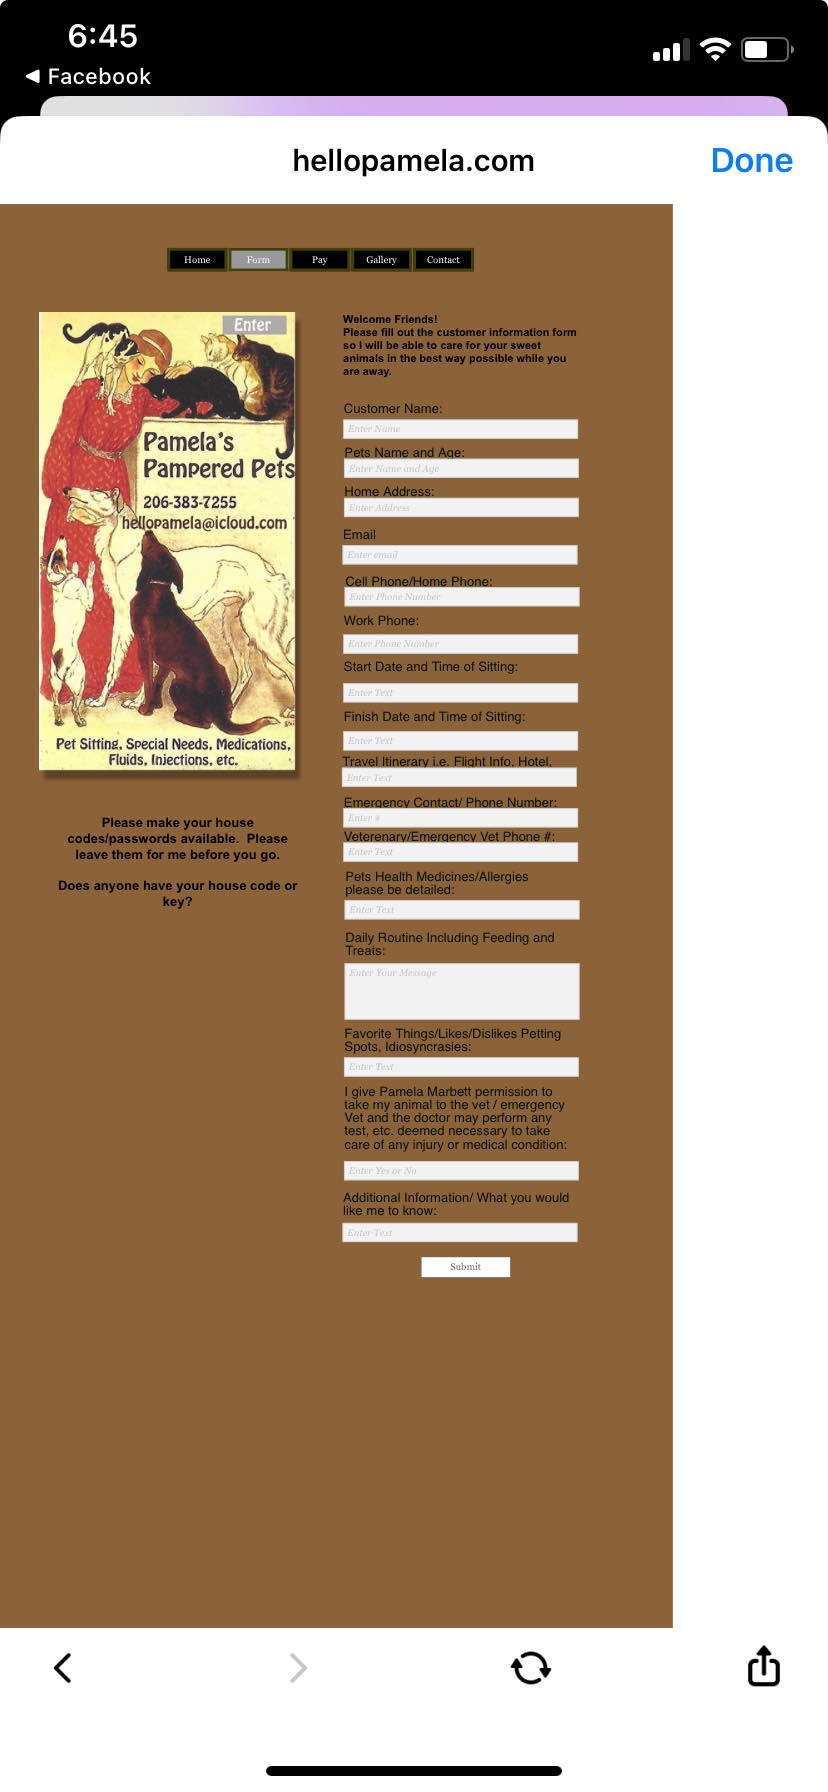 6:45
Facebook
hellopamela.com
Done
Home
Form
Pay
Gallery
Contact
Enter
Pamela's
Pampered Pets
206-383-7255
hellopamela@icloud.com
Pet Sitting, Special Needs, Medications,
Fluids, Injections, etc.
Please make your house
codes/passwords available. Please
leave them for me before you go.
Does anyone have your house code or
key?
Welcome Friends!
Please fill out the customer information form
so I will be able to care for your sweet
animals in the best way possible while you
are away.
Customer Name:
Enter Name
Pets Name and Age:
Enter Name and Age
Home Address:
Enter Address
Email
Enter email
Cell Phone/Home Phone:
Enter Phone Number
Work Phone:
Enter Phone Number
Start Date and Time of Sitting:
Enter Text
Finish Date and Time of Sitting:
Enter Text
Travel Itinerary i.e. Flight Info, Hotel,
Enter Text
Emergency Contact/ Phone Number:
Enter #
Veterenary/Emergency Vet Phone #:
Enter Text
Pets Health Medicines/Allergies
please be detailed:
Enter Text
Daily Routine Including Feeding and
Treats:
Enter Your Message
Favorite Things/Likes/Dislikes Petting
Spots, Idiosyncrasies:
Enter Text
I give Pamela Marbett permission to
take my animal to the vet / emergency
Vet and the doctor may perform any
test, etc. deemed necessary to take
care of any injury or medical condition:
Enter Yes or No
Additional Information/ What you would
like me to know:
Enter Text
Submit